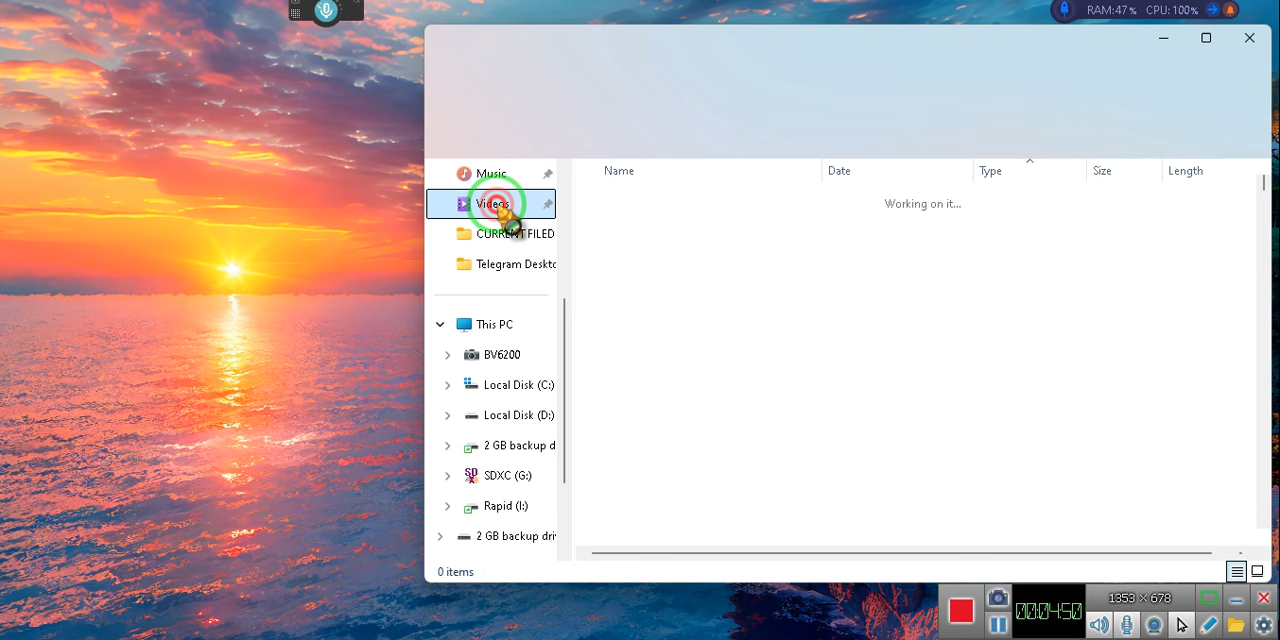 RAM:47% CPU:100%
Name Date Type Size Length
Music
Videos
Working on it...
CURRENT FILED
Telegram Deskto
This PC
BV6200
Local Disk (C:)
Local Disk (D:)
2 GB backup d
SDXC (G:)
Rapid (I:)
2 GB backup driv
0 items
00:04:50
1353 × 678